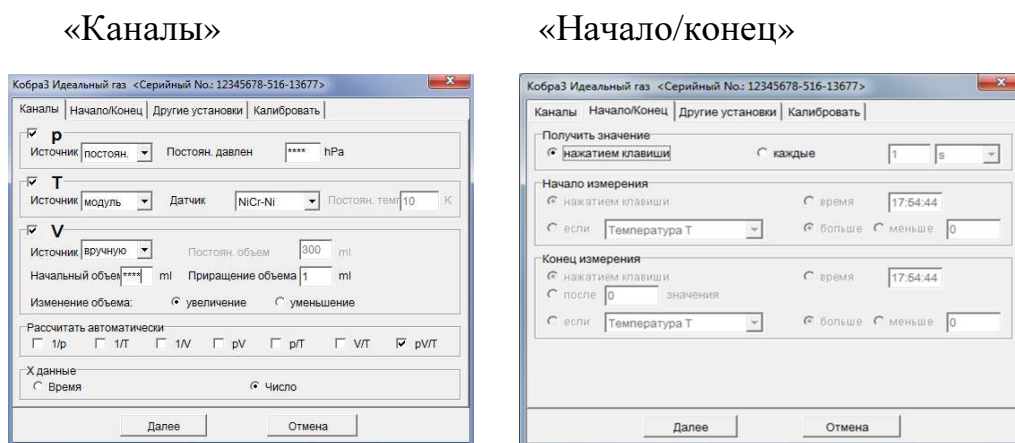 «Каналы»
«Начало/конец»
Кобра3 Идеальный газ <Серийный No.: 12345678-516-13677>
Каналы Начало/Конец Другие установки Калибровать
p
Источник постоян. Постоян. давлен **** hPa
T
Источник модуль Датчик NiCr-Ni Постоян. темп 10 K
V
Источник вручную Постоян. объем 300 ml
Начальный объем **** ml Приращение объема 1 ml
Изменение объема: увеличение уменьшение
Рассчитать автоматически
1/p 1/T 1/V pV p/T V/T pV/T
X данные
Время Число
Далее Отмена
Кобра3 Идеальный газ <Серийный No.: 12345678-516-13677>
Каналы Начало/Конец Другие установки Калибровать
Получить значение
нажатием клавиши каждые 1 s
Начало измерения
нажатием клавиши время 17:54:44
если Температура T больше меньше 0
Конец измерения
нажатием клавиши время 17:54:44
после 0 значения
если Температура T больше меньше 0
Далее Отмена